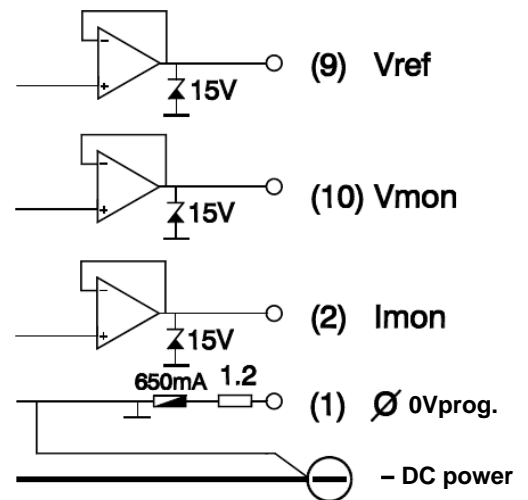 (9) Vref
15V
(10) Vmon
15V
(2) Imon
15V
650mA 1.2
(1) Ø 0Vprog.
– DC power